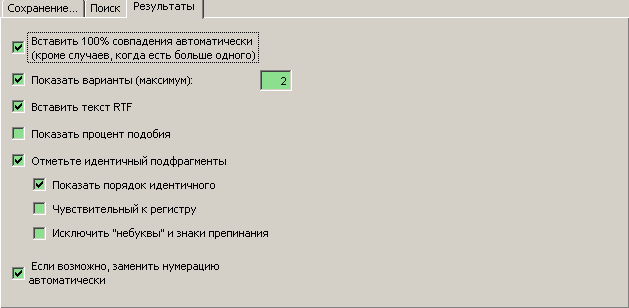 Сохранение... Поиск Результаты
Вставить 100% совпадения автоматически
(кроме случаев, когда есть больше одного)
Показать варианты (максимум): 2
Вставить текст RTF
Показать процент подобия
Отметьте идентичный подфрагменты
Показать порядок идентичного
Чувствительный к регистру
Исключить "небуквы" и знаки препинания
Если возможно, заменить нумерацию
автоматически